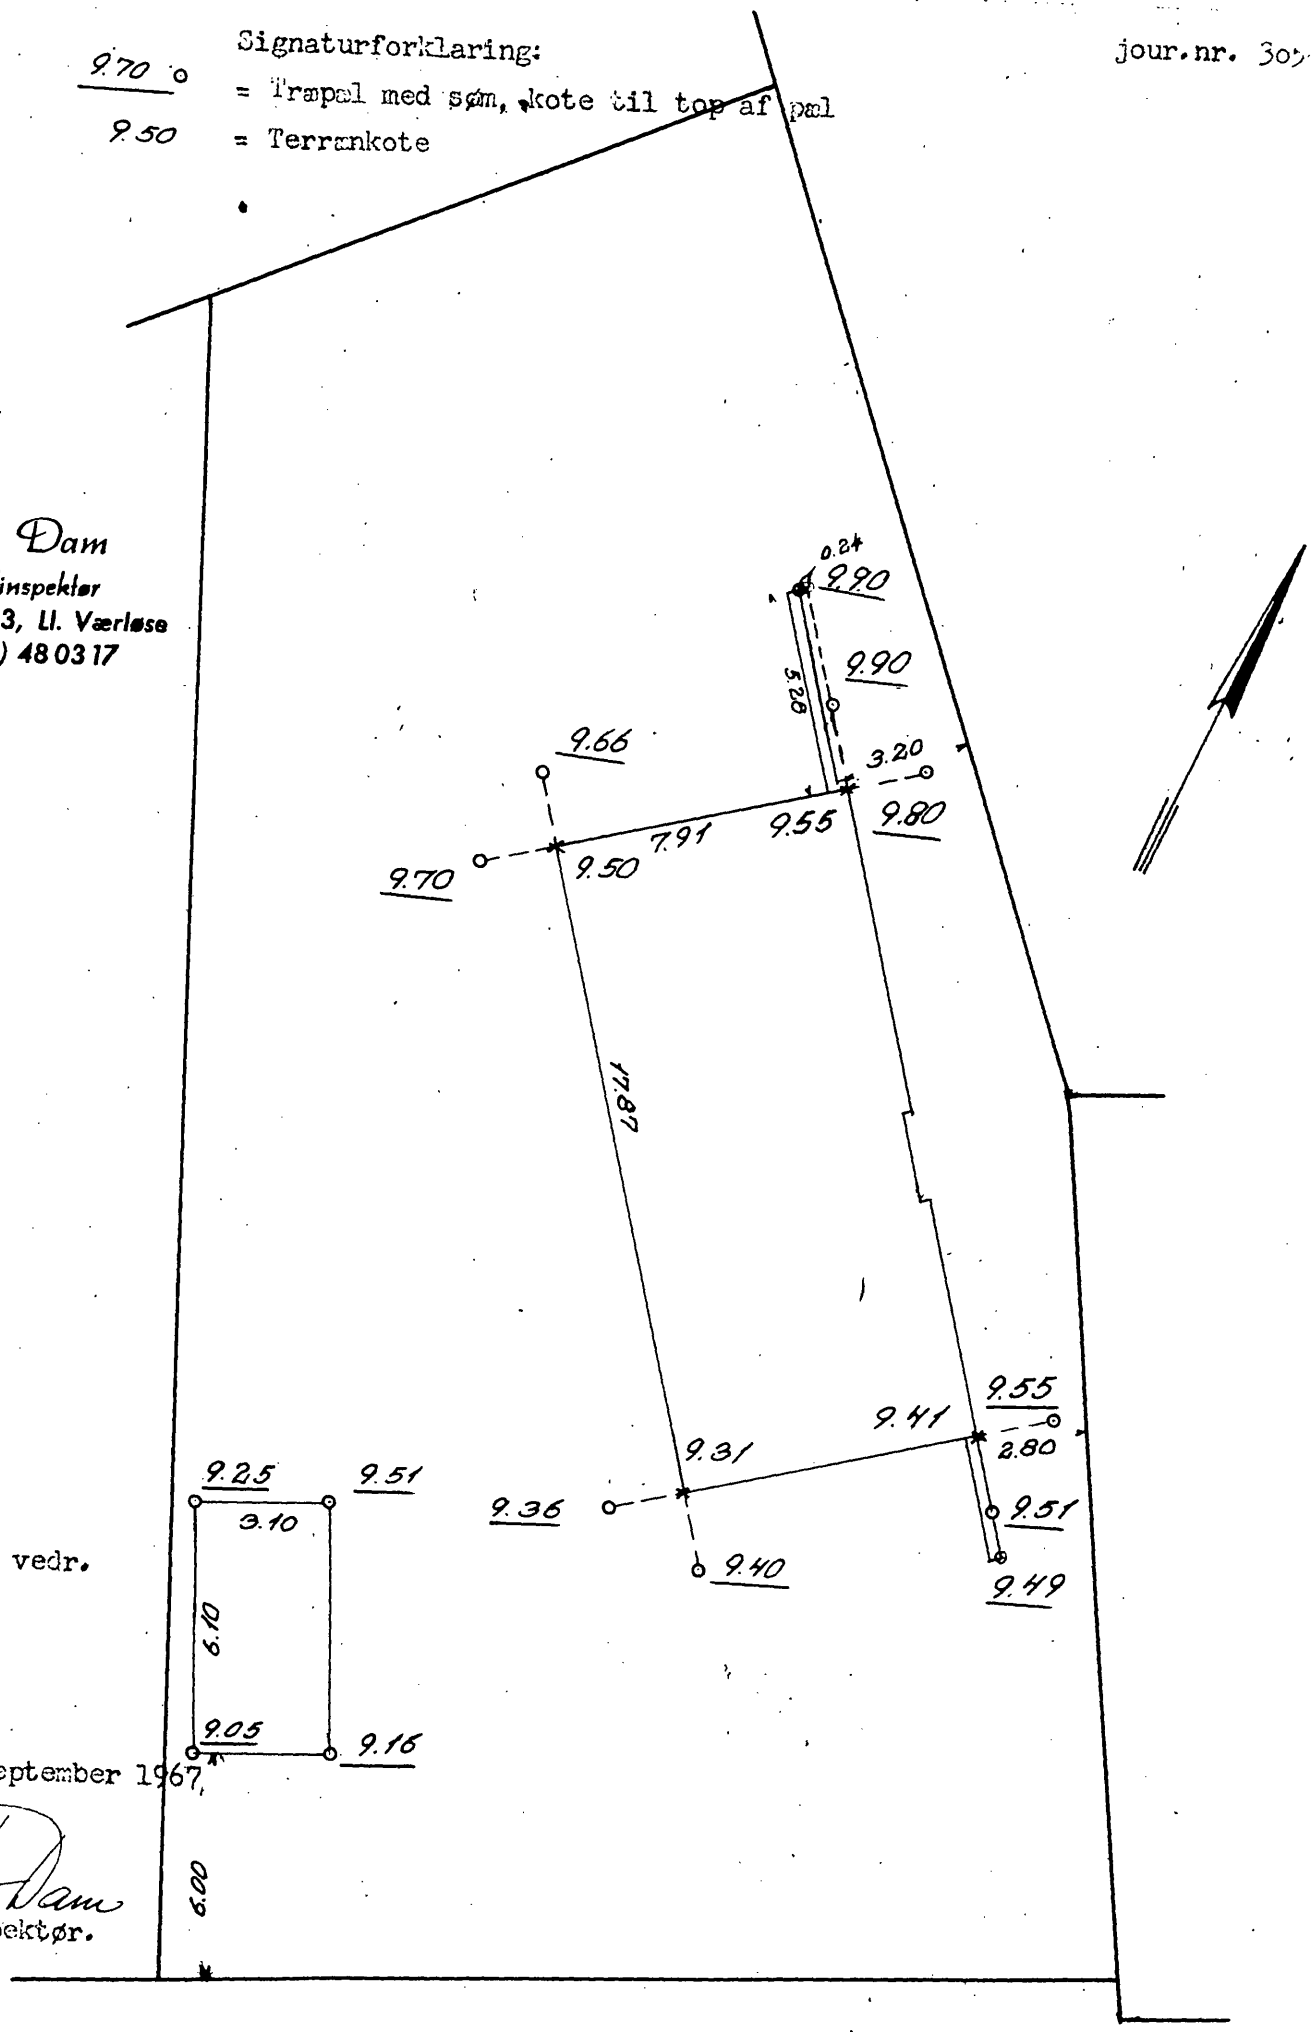 Signaturforklaring:
jour.nr.
9.70 = Træpæl med søm, kote til top af pæl
9.50 = Terrænkote
Dam
inspektør
3, Ll. Værløse
) 48 03 17
0.24
9.90
5.28
9.90
9.66
3.20
9.70
9.50
7.91
9.55
9.80
17.87
9.55
9.41
2.80
9.31
9.25
9.51
3.10
9.36
9.51
9.40
9.49
vedr.
6.10
9.05
9.16
eptember 1967.
6.00
Dam
pektør.